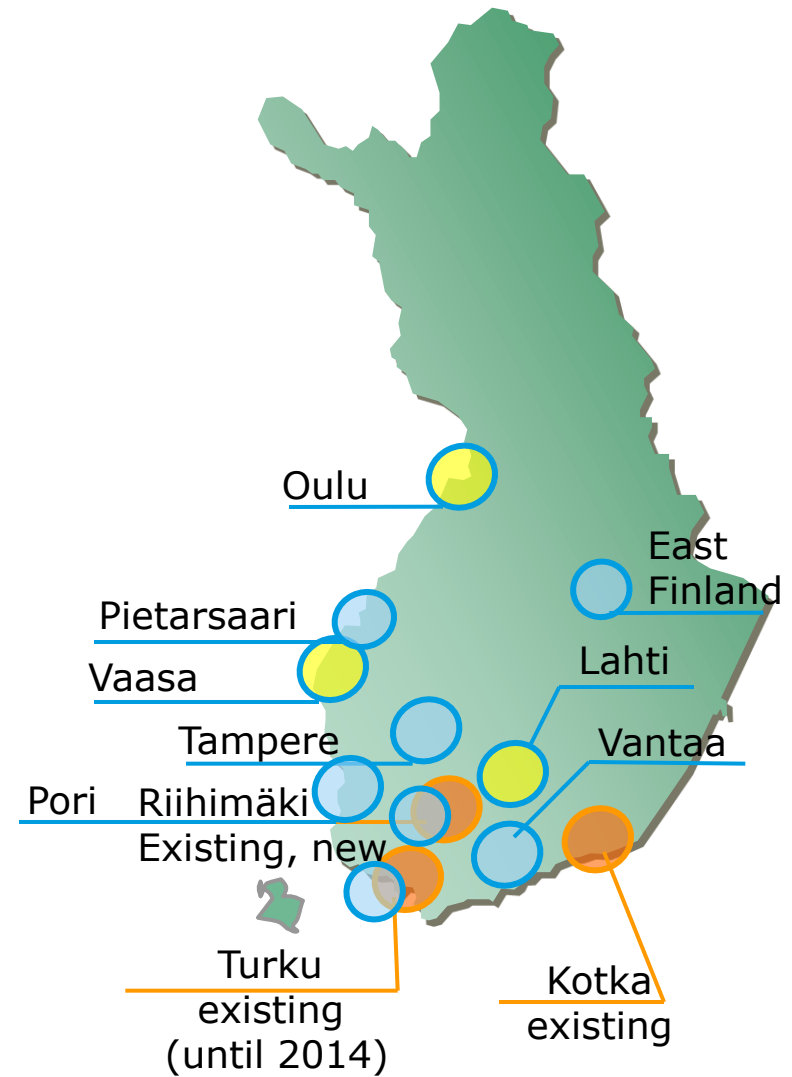 Oulu
East
Finland
Pietarsaari
Lahti
Vaasa
Tampere
Vantaa
Pori
Riihimäki
Existing, new
Turku
existing
(until 2014)
Kotka
existing